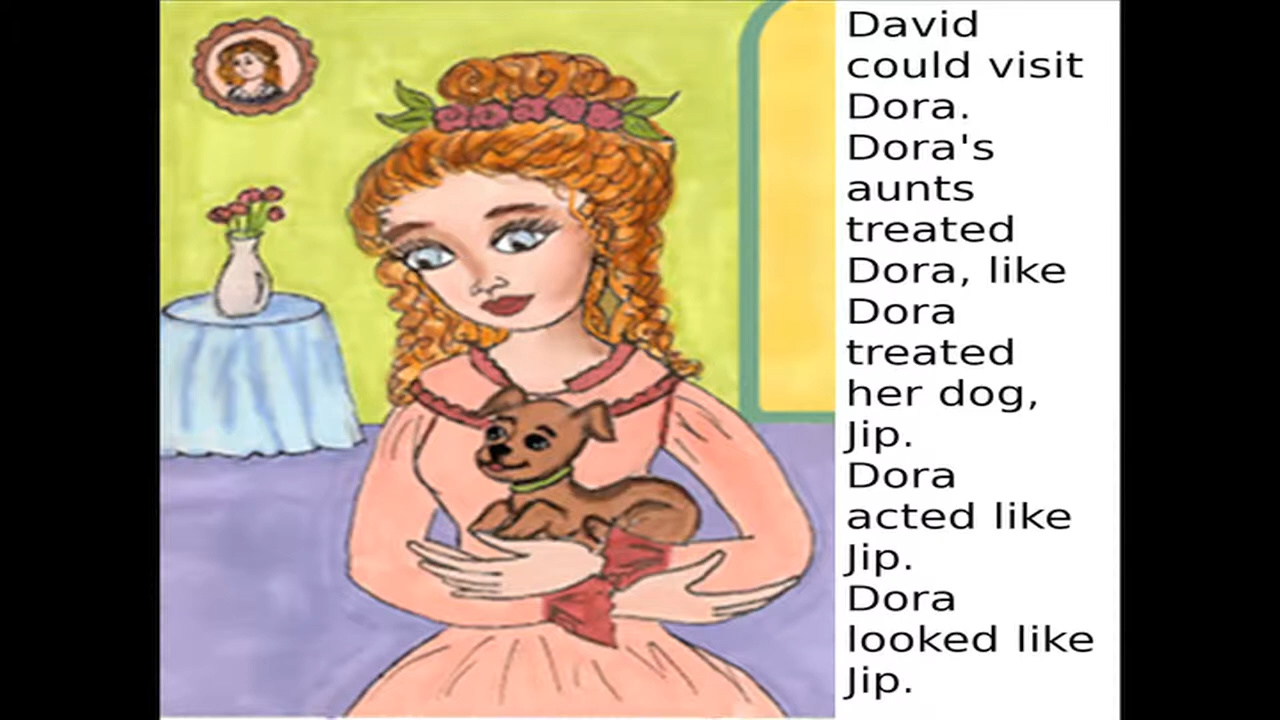 David
could visit
Dora.
Dora's
aunts
treated
Dora, like
Dora
treated
her dog,
Jip.
Dora
acted like
Jip.
Dora
looked like
Jip.